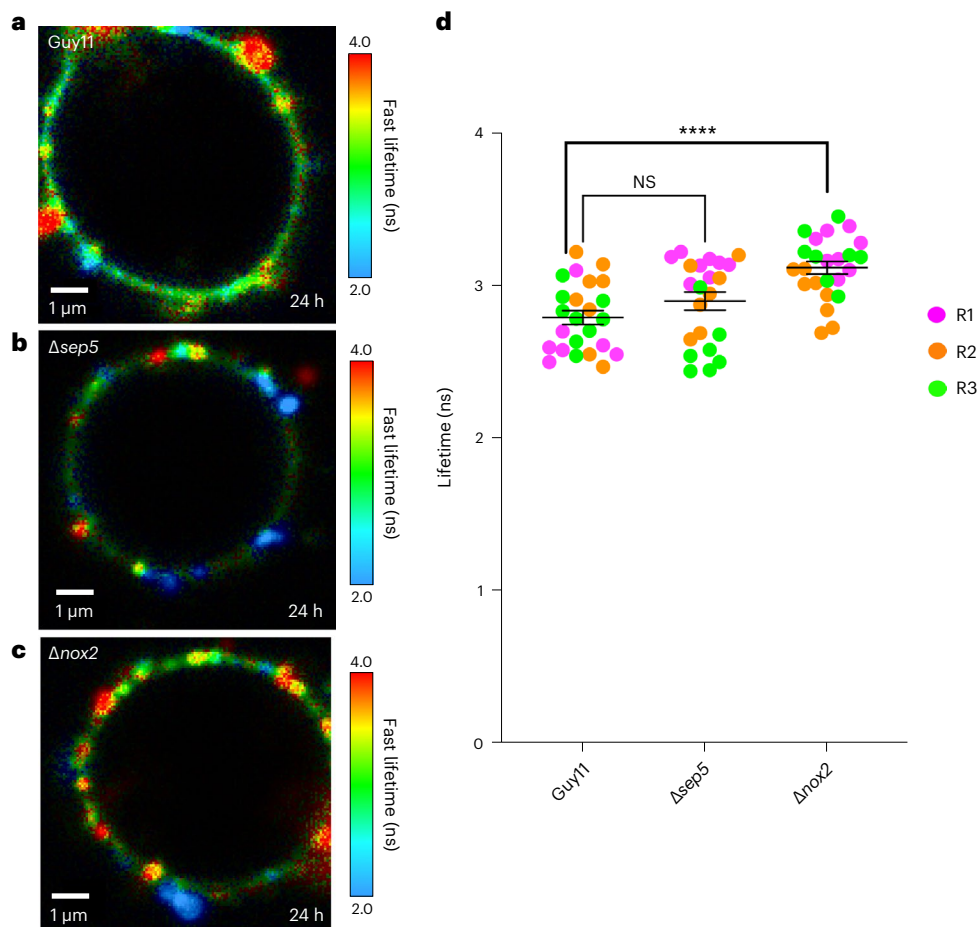 a
Guy11
4.0
Fast lifetime (ns)
2.0
1 µm
24 h
b
Δsep5
4.0
Fast lifetime (ns)
2.0
1 µm
24 h
c
Δnox2
4.0
Fast lifetime (ns)
2.0
1 µm
24 h
d
4
3
2
1
0
Lifetime (ns)
****
NS
Guy11
Δsep5
Δnox2
R1
R2
R3